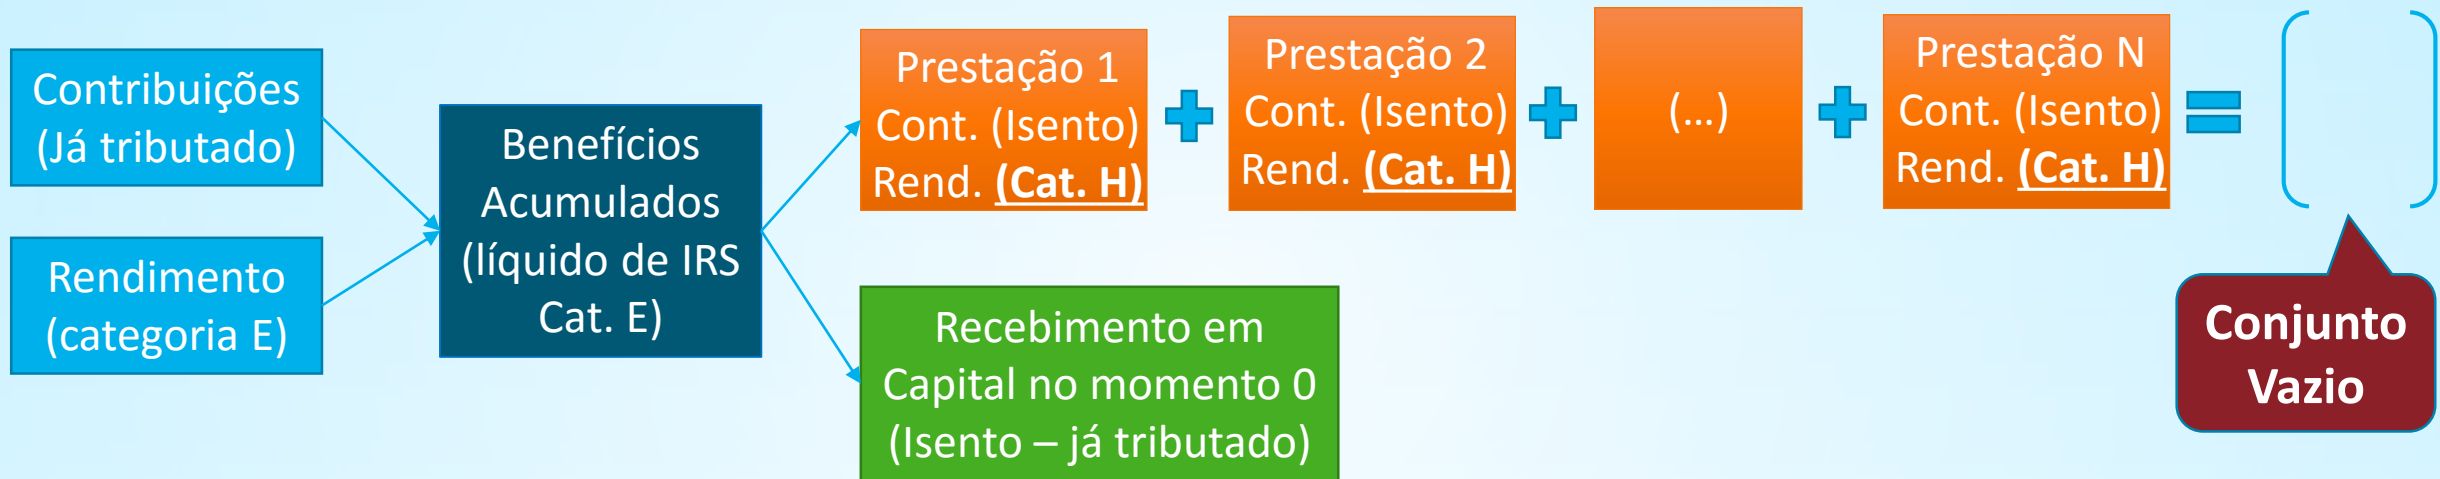 Contribuições
(Já tributado)
Rendimento
(categoria E)
Benefícios
Acumulados
(líquido de IRS
Cat. E)
Prestação 1
Cont. (Isento)
Rend. (Cat. H)
Prestação 2
Cont. (Isento)
Rend. (Cat. H)
(...)
Prestação N
Cont. (Isento)
Rend. (Cat. H)
Recebimento em
Capital no momento 0
(Isento – já tributado)
Conjunto
Vazio